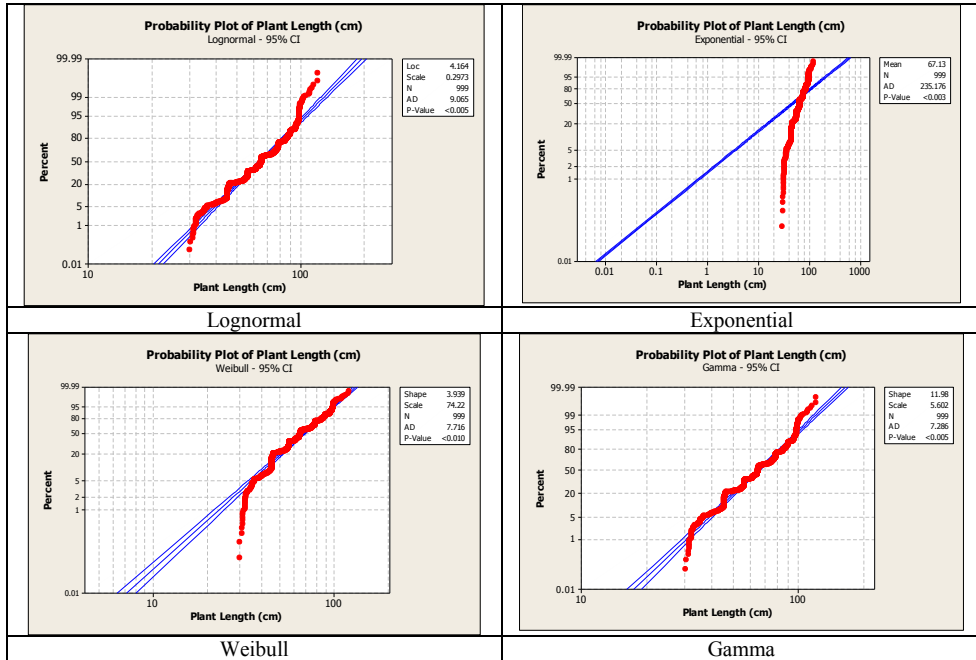 Probability Plot of Plant Length (cm)
Lognormal - 95% CI
99.99
99
95
80
50
20
5
1
0.01
Percent
10
100
Plant Length (cm)
Loc 4.164
Scale 0.2973
N 999
AD 9.065
P-Value <0.005
Lognormal
Probability Plot of Plant Length (cm)
Exponential - 95% CI
99.99
95
80
50
20
5
2
1
0.01
Percent
0.01
0.1
1
10
100
1000
Plant Length (cm)
Mean 67.13
N 999
AD 235.176
P-Value <0.003
Exponential
Probability Plot of Plant Length (cm)
Weibull - 95% CI
99.99
95
80
50
20
5
2
1
0.01
Percent
10
100
Plant Length (cm)
Shape 3.939
Scale 74.22
N 999
AD 7.716
P-Value <0.010
Weibull
Probability Plot of Plant Length (cm)
Gamma - 95% CI
99.99
99
95
80
50
20
5
1
0.01
Percent
10
100
Plant Length (cm)
Shape 11.98
Scale 5.602
N 999
AD 7.286
P-Value <0.005
Gamma